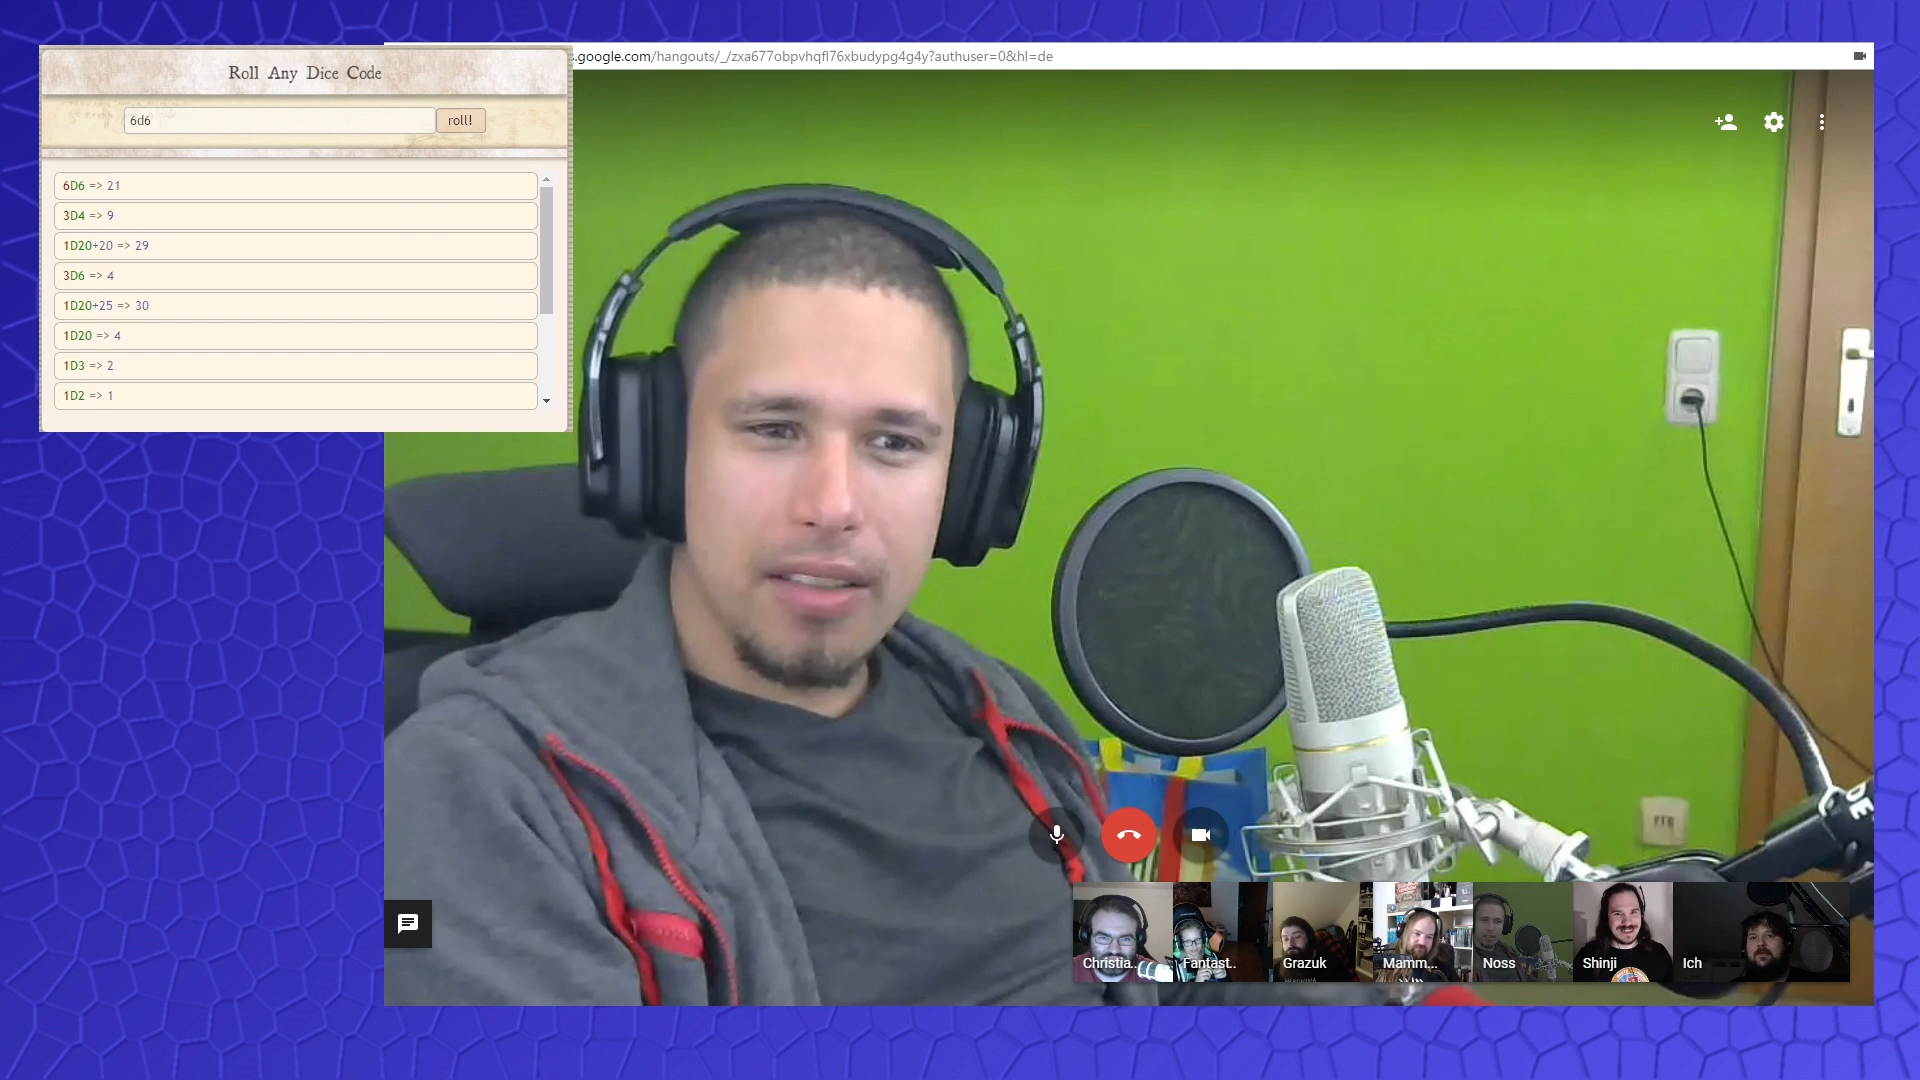 s.google.com/hangouts/_/zxa677obpvhqfl76xbudypg4g4y?authuser=0&hl=de
Roll Any Dice Code
6d6
roll!
6D6 => 21
3D4 => 9
1D20+20 => 29
3D6 => 4
1D20+25 => 30
1D20 => 4
1D3 => 2
1D2 => 1
DE
Christia..
Fantast..
Grazuk
Mamm...
Noss
Shinji
Ich